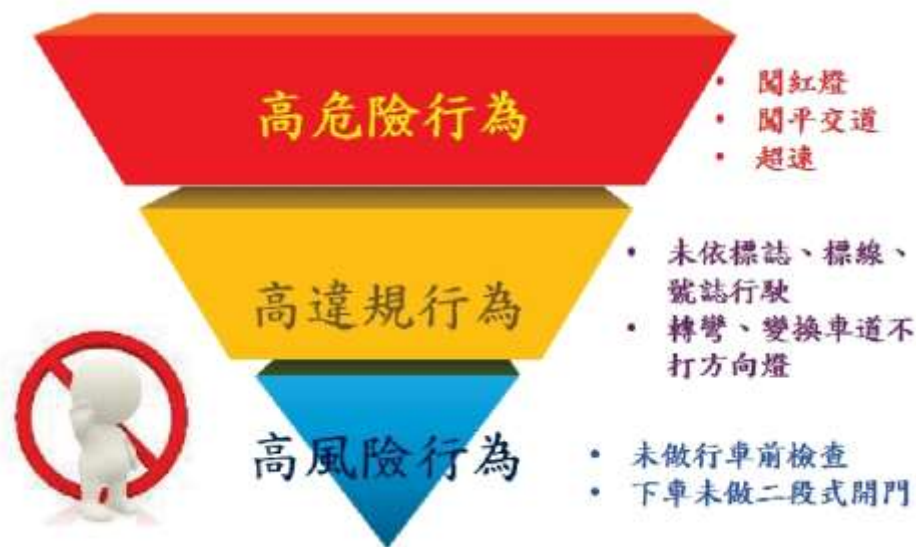 高危險行為
• 闖紅燈
• 闖平交道
• 超速
高違規行為
• 未依標誌、標線、
號誌行駛
• 轉彎、變換車道不
打方向燈
高風險行為
• 未做行車前檢查
• 下車未做二段式開門